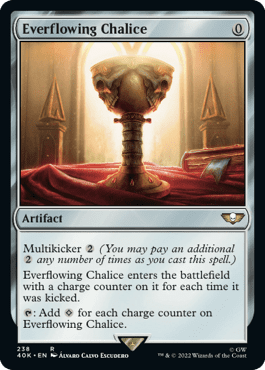 Everflowing Chalice 0
Artifact
Multikicker 2 (You may pay an additional
2 any number of times as you cast this spell.)
Everflowing Chalice enters the battlefield
with a charge counter on it for each time it
was kicked.
: Add for each charge counter on
Everflowing Chalice.
238 R
40K • EN ÁLVARO CALVO ESCUDERO
© GW
™ & © 2022 Wizards of the Coast